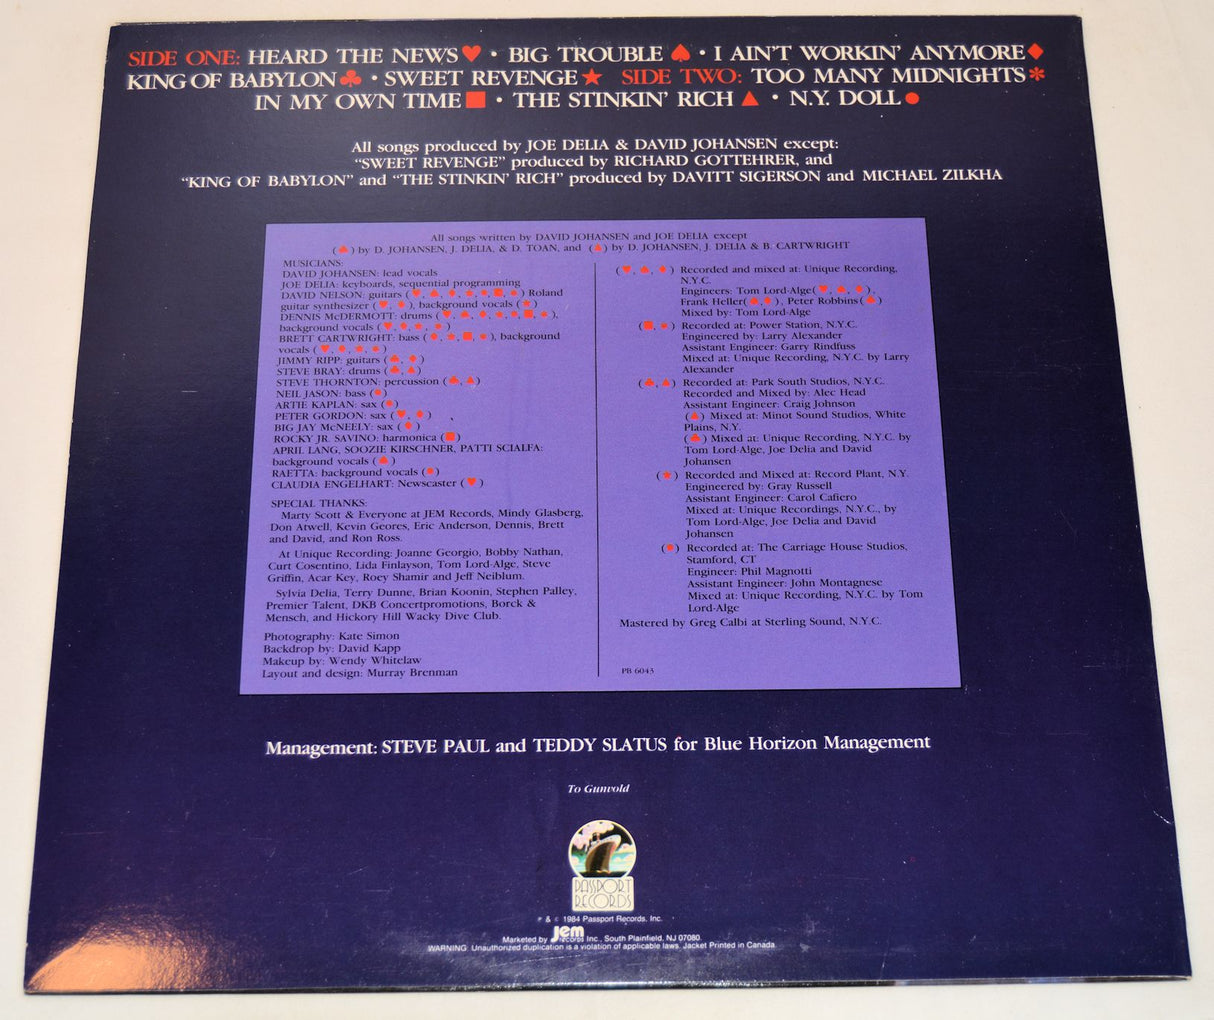 SIDE ONE: HEARD THE NEWS ♥ • BIG TROUBLE ♠ • I AIN'T WORKIN' ANYMORE ♦
KING OF BABYLON ♣ • SWEET REVENGE ★ SIDE TWO: TOO MANY MIDNIGHTS *
IN MY OWN TIME ■ • THE STINKIN' RICH ▲ • N.Y. DOLL ●
All songs produced by JOE DELIA & DAVID JOHANSEN except:
"SWEET REVENGE" produced by RICHARD GOTTEHRER, and
"KING OF BABYLON" and "THE STINKIN' RICH" produced by DAVITT SIGERSON and MICHAEL ZILKHA
All songs written by DAVID JOHANSEN and JOE DELIA except
by D. JOHANSEN, J. DELIA, & D. TOAN, and by D. JOHANSEN, J. DELIA & B. CARTWRIGHT
MUSICIANS:
DAVID JOHANSEN: lead vocals
JOE DELIA: keyboards, sequential programming
DAVID NELSON: guitars Roland
guitar synthesizer, background vocals
DENNIS McDERMOTT: drums
background vocals
BRETT CARTWRIGHT: bass, background
vocals
JIMMY RIPP: guitars
STEVE BRAY: drums
STEVE THORNTON: percussion
NEIL JASON: bass
ARTIE KAPLAN: sax
PETER GORDON: sax
BIG JAY McNEELY: sax
ROCKY JR. SAVINO: harmonica
APRIL LANG, SOOZIE KIRSCHNER, PATTI SCIALFA:
background vocals
RAETTA: background vocals
CLAUDIA ENGELHART: Newscaster
SPECIAL THANKS:
Marty Scott & Everyone at JEM Records, Mindy Glasberg,
Don Atwell, Kevin Geores, Eric Anderson, Dennis, Brett
and David, and Ron Ross.
At Unique Recording: Joanne Georgio, Bobby Nathan,
Curt Cosentino, Lida Finlayson, Tom Lord-Alge, Steve
Griffin, Acar Key, Roey Shamir and Jeff Neiblum.
Sylvia Delia, Terry Dunne, Brian Koonin, Stephen Palley,
Premier Talent, DKB Concertpromotions, Borck &
Mensch, and Hickory Hill Wacky Dive Club.
Photography: Kate Simon
Backdrop by: David Kapp
Makeup by: Wendy Whitelaw
Layout and design: Murray Brenman
Recorded and mixed at: Unique Recording,
N.Y.C.
Engineers: Tom Lord-Alge
Frank Heller, Peter Robbins
Mixed by: Tom Lord-Alge
Recorded at: Power Station, N.Y.C.
Engineered by: Larry Alexander
Assistant Engineer: Garry Rindfuss
Mixed at: Unique Recording, N.Y.C. by Larry
Alexander
Recorded at: Park South Studios, N.Y.C.
Recorded and Mixed by: Alec Head
Assistant Engineer: Craig Johnson
Mixed at: Minot Sound Studios, White
Plains, N.Y.
Mixed at: Unique Recording, N.Y.C. by
Tom Lord-Alge, Joe Delia and David
Johansen
Recorded and Mixed at: Record Plant, N.Y.
Engineered by: Gray Russell
Assistant Engineer: Carol Cafiero
Mixed at: Unique Recordings, N.Y.C., by
Tom Lord-Alge, Joe Delia and David
Johansen
Recorded at: The Carriage House Studios,
Stamford, CT
Engineer: Phil Magnotti
Assistant Engineer: John Montagnese
Mixed at: Unique Recording, N.Y.C. by Tom
Lord-Alge
Mastered by Greg Calbi at Sterling Sound, N.Y.C.
PB 6043
Management: STEVE PAUL and TEDDY SLATUS for Blue Horizon Management
To Gunvold
PASSPORT
RECORDS
℗ & © 1984 Passport Records, Inc.
Marketed by jem records Inc., South Plainfield, NJ 07080
WARNING: Unauthorized duplication is a violation of applicable laws. Jacket Printed in Canada